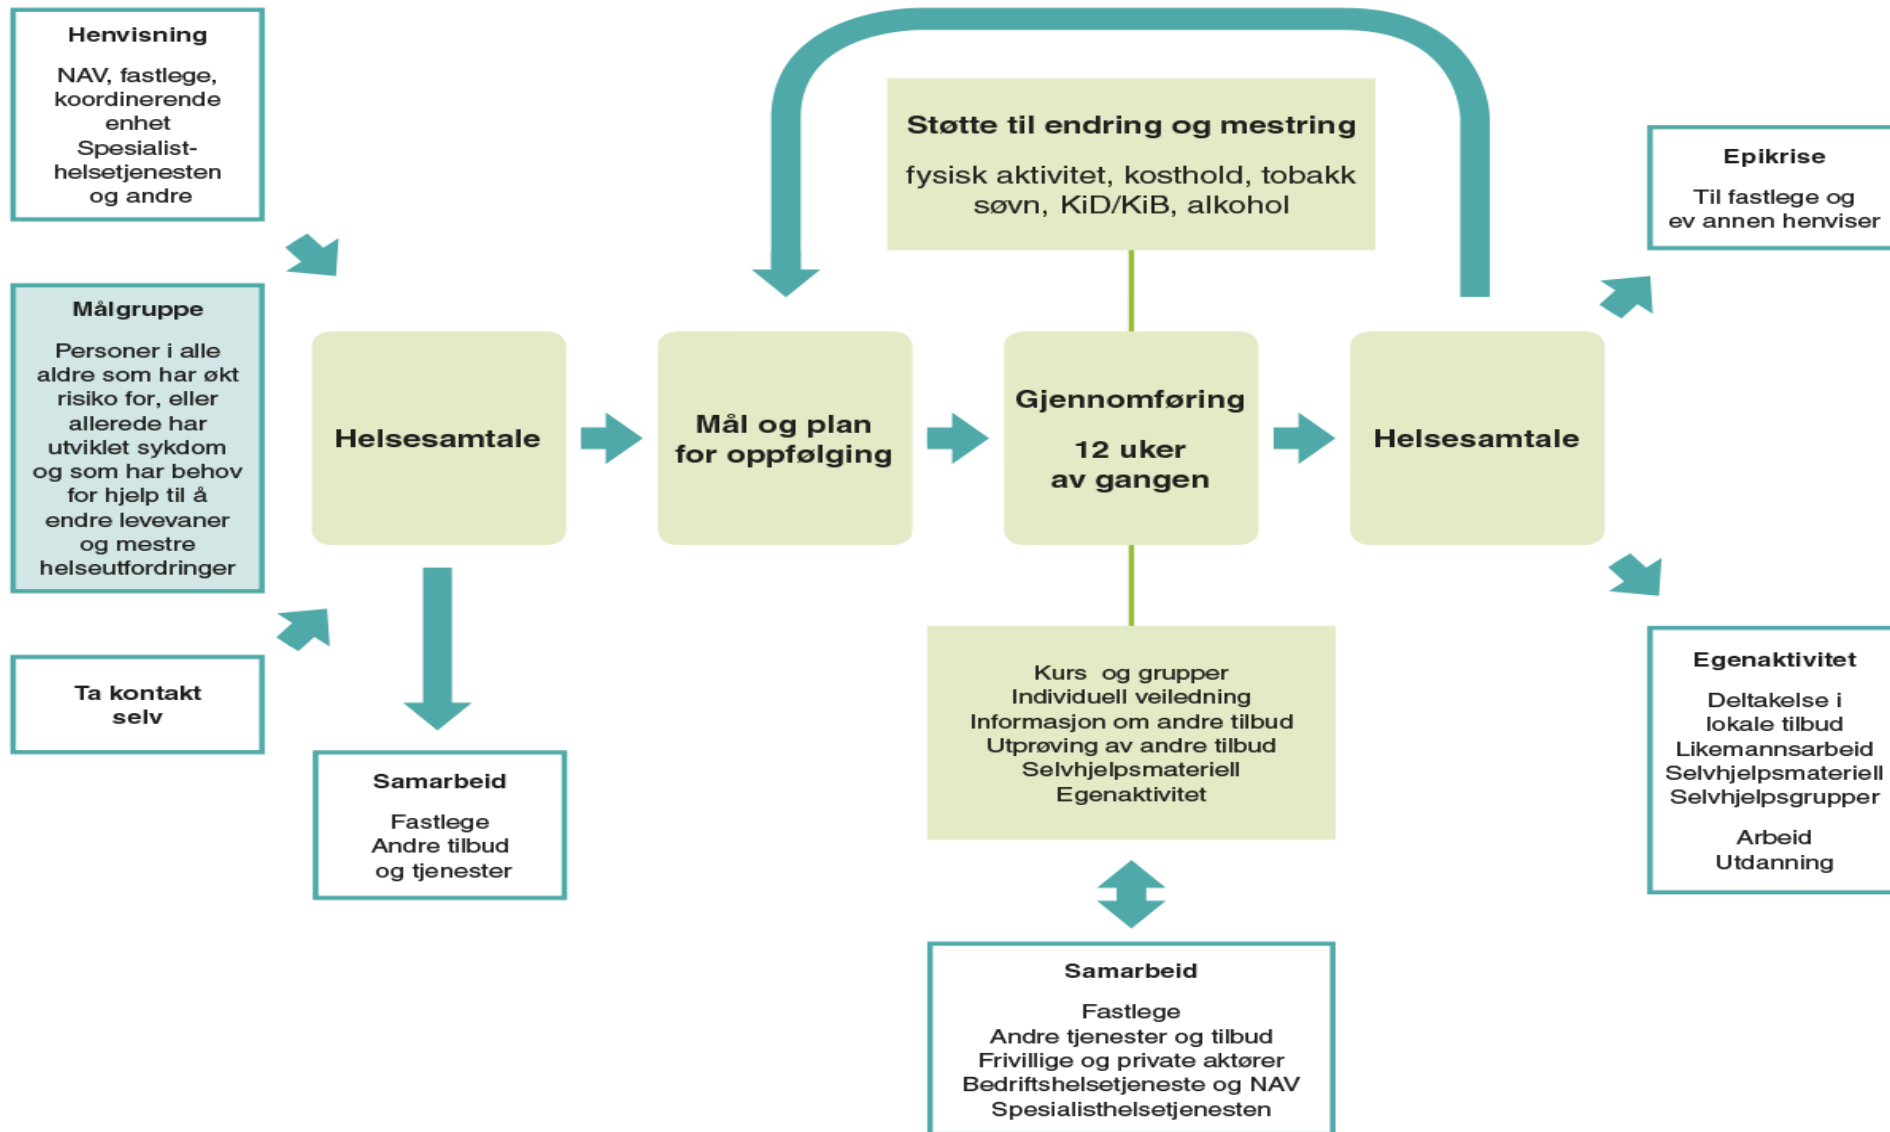 Henvisning
NAV, fastlege,
koordinerende
enhet
Spesialist-
helsetjenesten
og andre
Målgruppe
Personer i alle
aldre som har økt
risiko for, eller
allerede har
utviklet sykdom
og som har behov
for hjelp til å
endre levevaner
og mestre
helseutfordringer
Ta kontakt
selv
Helsesamtale
Samarbeid
Fastlege
Andre tilbud
og tjenester
Mål og plan
for oppfølging
Støtte til endring og mestring
fysisk aktivitet, kosthold, tobakk
søvn, KiD/KiB, alkohol
Gjennomføring
12 uker
av gangen
Kurs og grupper
Individuell veiledning
Informasjon om andre tilbud
Utprøving av andre tilbud
Selvhjelpsmateriell
Egenaktivitet
Samarbeid
Fastlege
Andre tjenester og tilbud
Frivillige og private aktører
Bedriftshelsetjeneste og NAV
Spesialisthelsetjenesten
Helsesamtale
Epikrise
Til fastlege og
ev annen henviser
Egenaktivitet
Deltakelse i
lokale tilbud
Likemannsarbeid
Selvhjelpsmateriell
Selvhjelpsgrupper
Arbeid
Utdanning